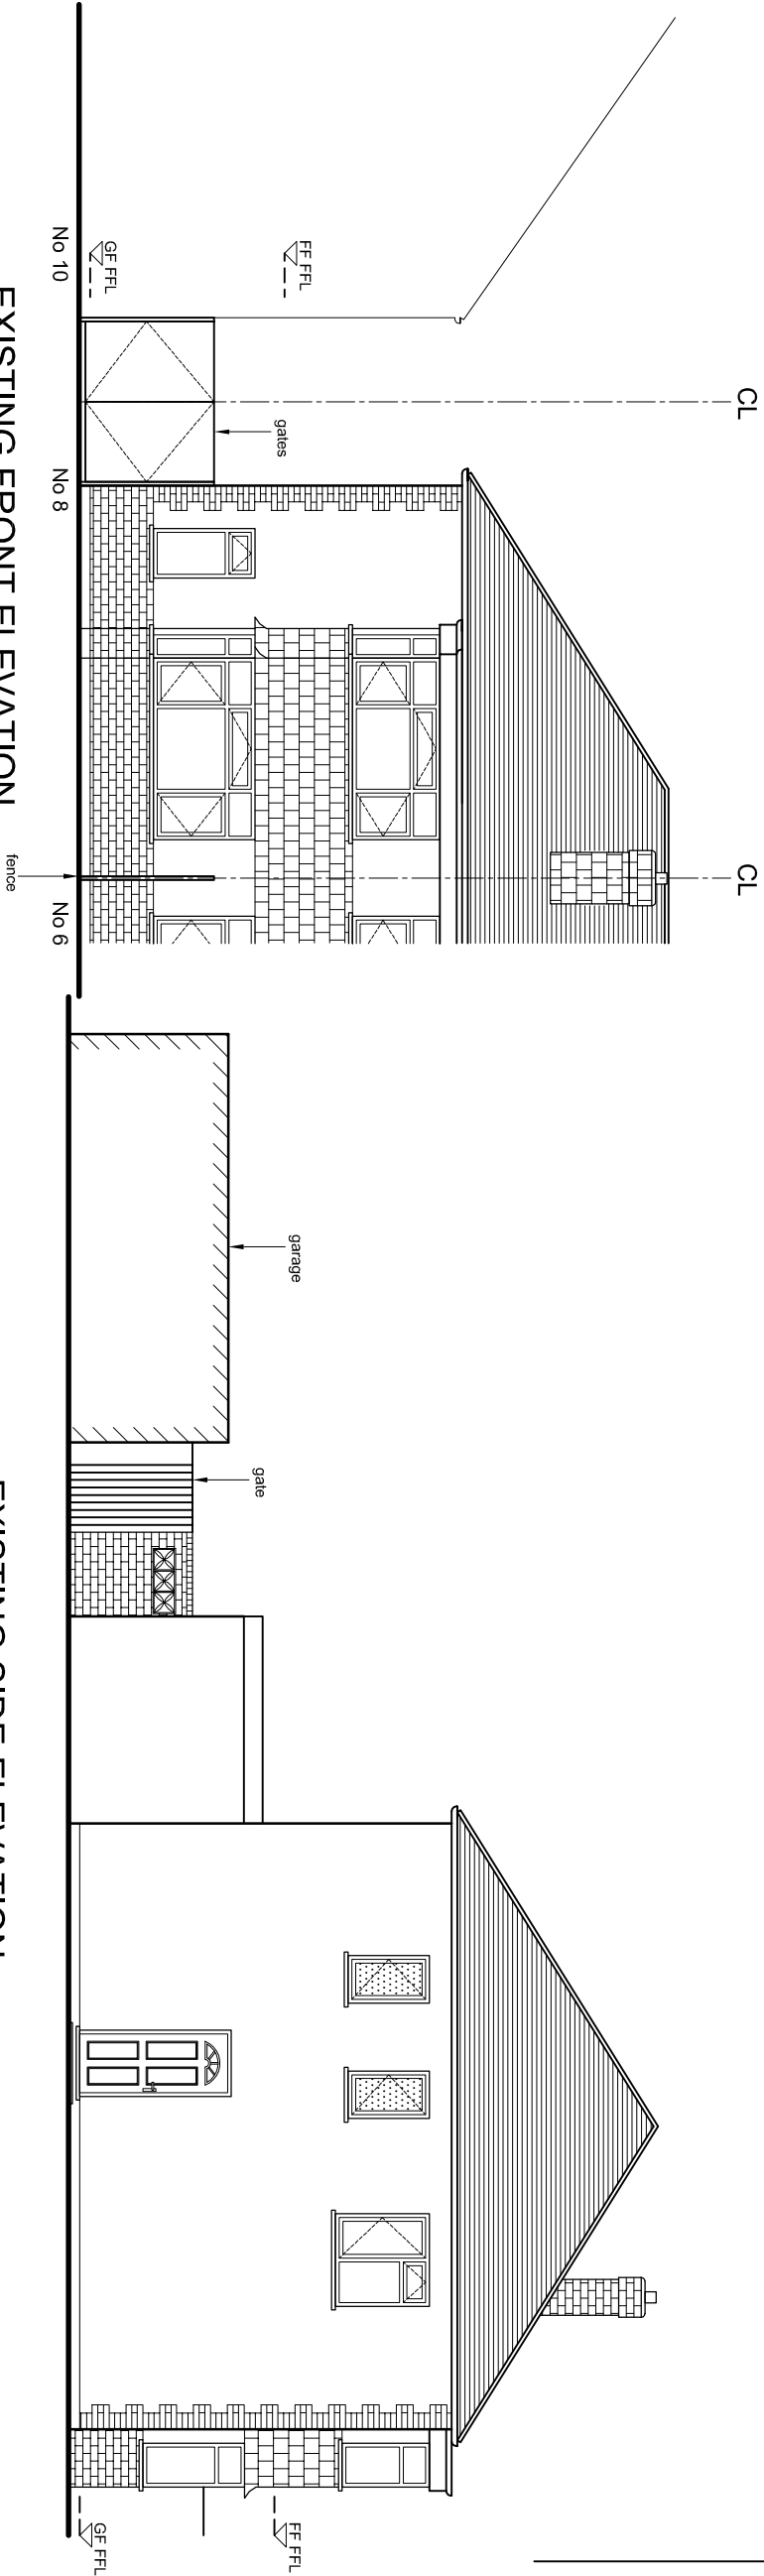 CL
CL
FF FFL
GF FFL
gates
No 10
No 8
fence
No 6
EXISTING FRONT ELEVATION
garage
gate
FF FFL
GF FFL
EXISTING SIDE ELEVATION